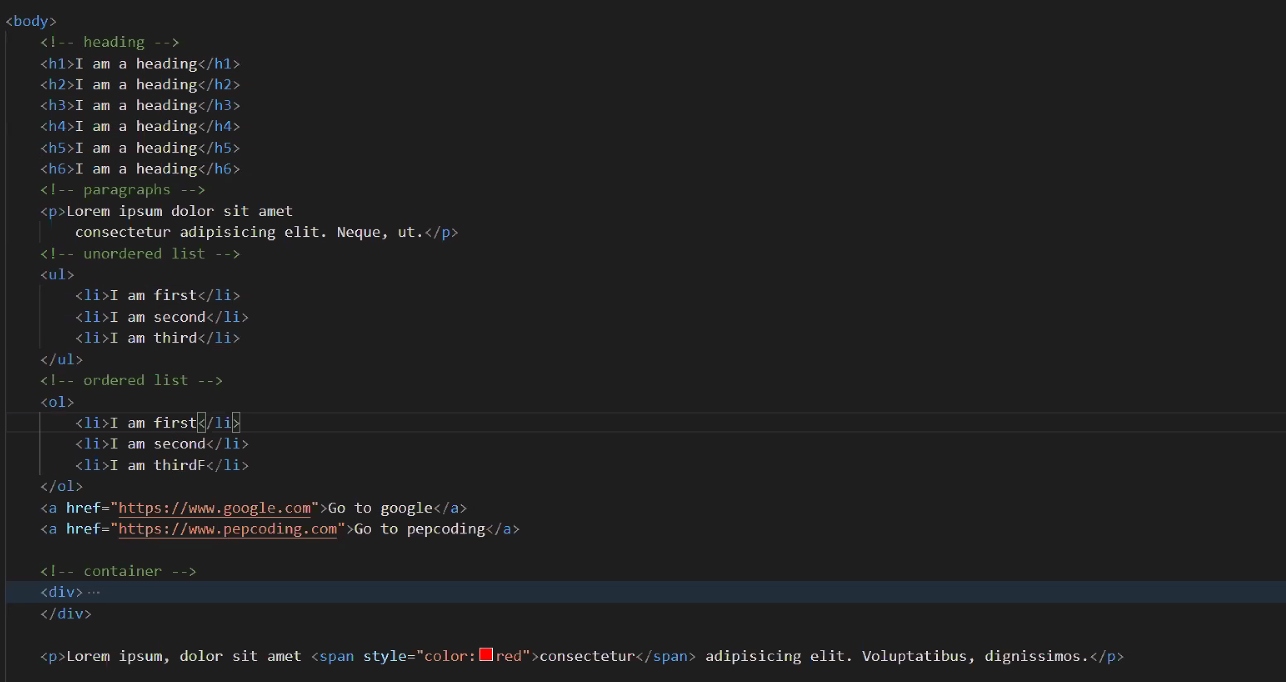 <body>
<!-- heading -->
<h1>I am a heading</h1>
<h2>I am a heading</h2>
<h3>I am a heading</h3>
<h4>I am a heading</h4>
<h5>I am a heading</h5>
<h6>I am a heading</h6>
<!-- paragraphs -->
<p>Lorem ipsum dolor sit amet
consectetur adipisicing elit. Neque, ut.</p>
<!-- unordered list -->
<ul>
<li>I am first</li>
<li>I am second</li>
<li>I am third</li>
</ul>
<!-- ordered list -->
<ol>
<li>I am first</li>
<li>I am second</li>
<li>I am thirdF</li>
</ol>
<a href="https://www.google.com">Go to google</a>
<a href="https://www.pepcoding.com">Go to pepcoding</a>
<!-- container -->
<div>···
</div>
<p>Lorem ipsum, dolor sit amet <span style="color:red">consectetur</span> adipisicing elit. Voluptatibus, dignissimos.</p>